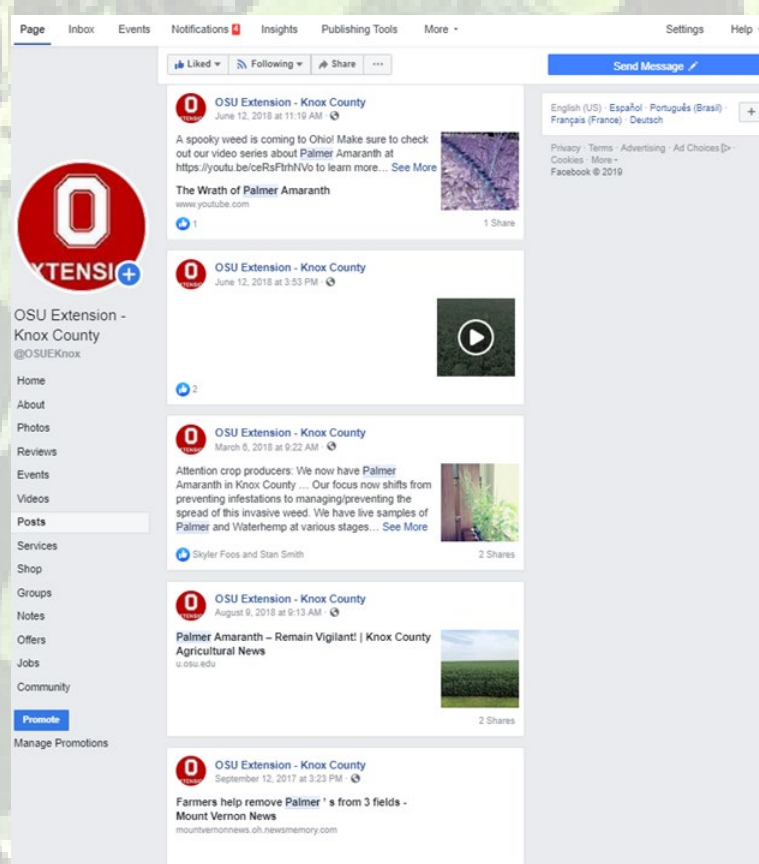 Page Inbox Events Notifications 4 Insights Publishing Tools More Settings Help
Liked Following Share ...
Send Message
OSU Extension - Knox County
June 12, 2018 at 11:19 AM ·
A spooky weed is coming to Ohio! Make sure to check
out our video series about Palmer Amaranth at
https://youtu.be/ceRsFtrhNVo to learn more... See More
The Wrath of Palmer Amaranth
www.youtube.com
1
1 Share
English (US) · Español · Português (Brasil) ·
Français (France) · Deutsch
+
Privacy · Terms · Advertising · Ad Choices ·
Cookies · More
Facebook © 2019
O
XTENSI
OSU Extension -
Knox County
@OSUEKnox
Home
About
Photos
Reviews
Events
Videos
Posts
Services
Shop
Groups
Notes
Offers
Jobs
Community
Promote
Manage Promotions
OSU Extension - Knox County
June 12, 2018 at 3:53 PM ·
2
OSU Extension - Knox County
March 6, 2018 at 9:22 AM ·
Attention crop producers: We now have Palmer
Amaranth in Knox County ... Our focus now shifts from
preventing infestations to managing/preventing the
spread of this invasive weed. We have live samples of
Palmer and Waterhemp at various stages... See More
Skyler Foos and Stan Smith
2 Shares
OSU Extension - Knox County
August 9, 2018 at 9:13 AM ·
Palmer Amaranth – Remain Vigilant! | Knox County
Agricultural News
u.osu.edu
2 Shares
OSU Extension - Knox County
September 12, 2017 at 3:23 PM ·
Farmers help remove Palmer ' s from 3 fields -
Mount Vernon News
mountvernonnews.oh.newsmemory.com